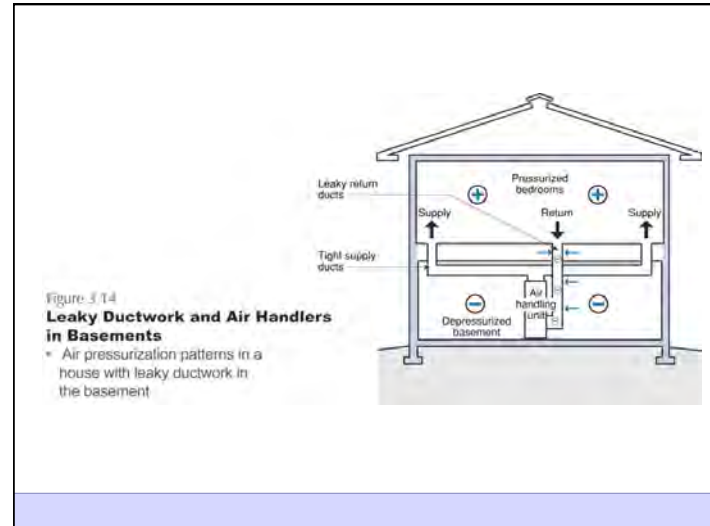 Leaky return
ducts
Pressurized
bedrooms
Supply
Return
Supply
Tight supply
ducts
Air
handling
unit
Depressurized
basement
Figure 3.14
Leaky Ductwork and Air Handlers
in Basements
• Air pressurization patterns in a
house with leaky ductwork in
the basement